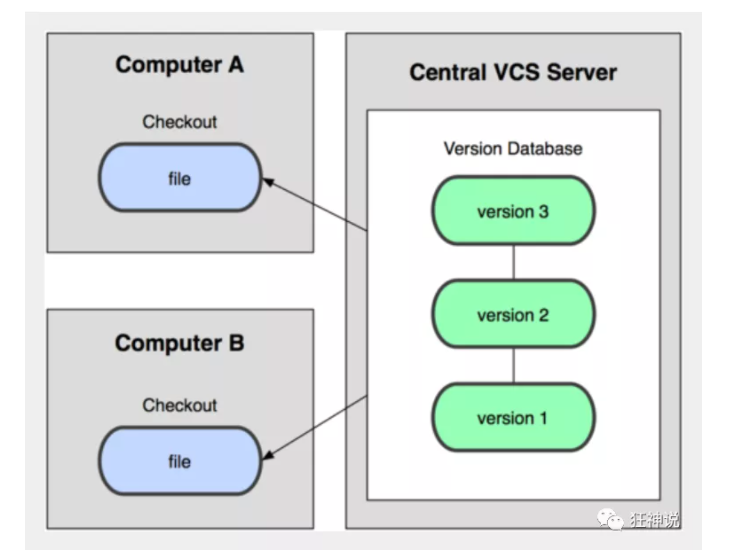 Computer A
Checkout
file
Computer B
Checkout
file
Central VCS Server
Version Database
version 3
version 2
version 1
狂神说